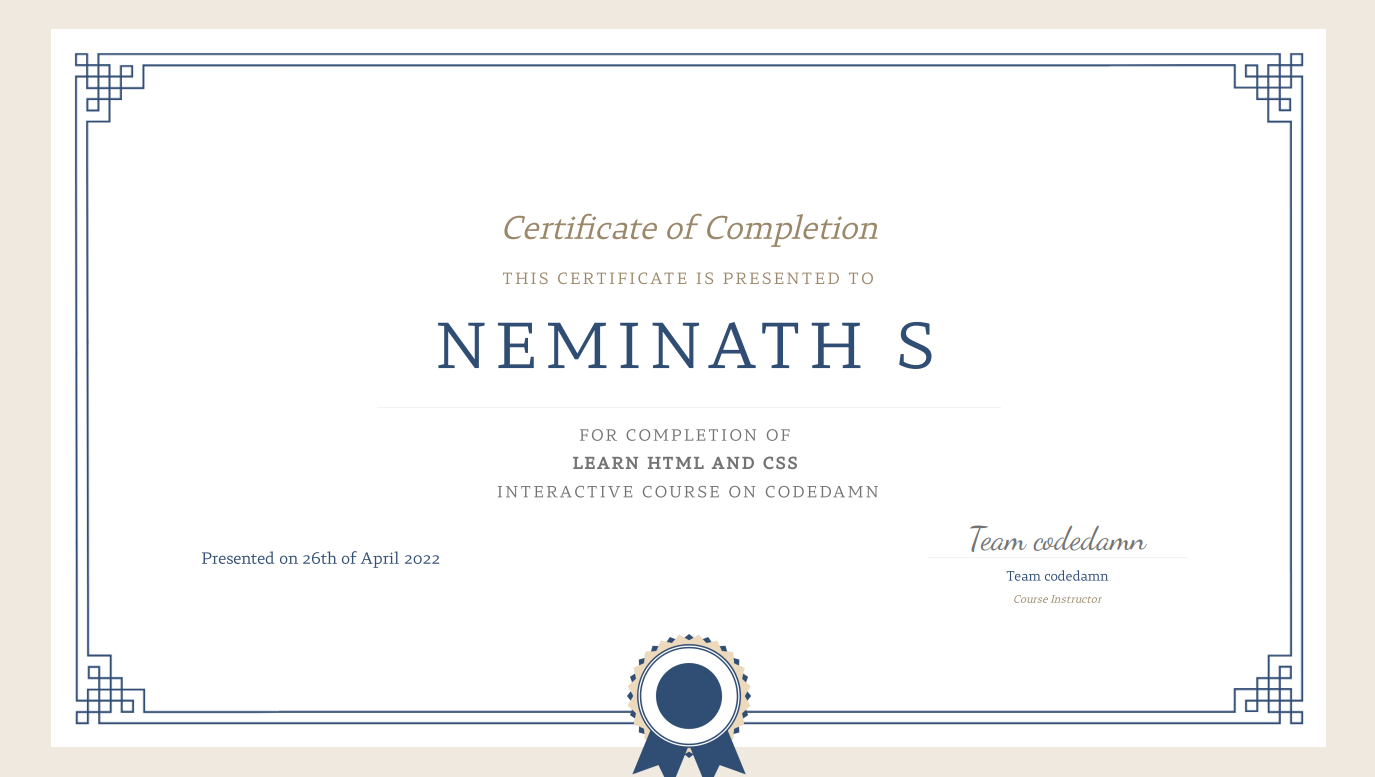 Certificate of Completion
THIS CERTIFICATE IS PRESENTED TO
NEMINATH S
FOR COMPLETION OF
LEARN HTML AND CSS
INTERACTIVE COURSE ON CODEDAMN
Presented on 26th of April 2022
Team codedamn
Team codedamn
Course Instructor